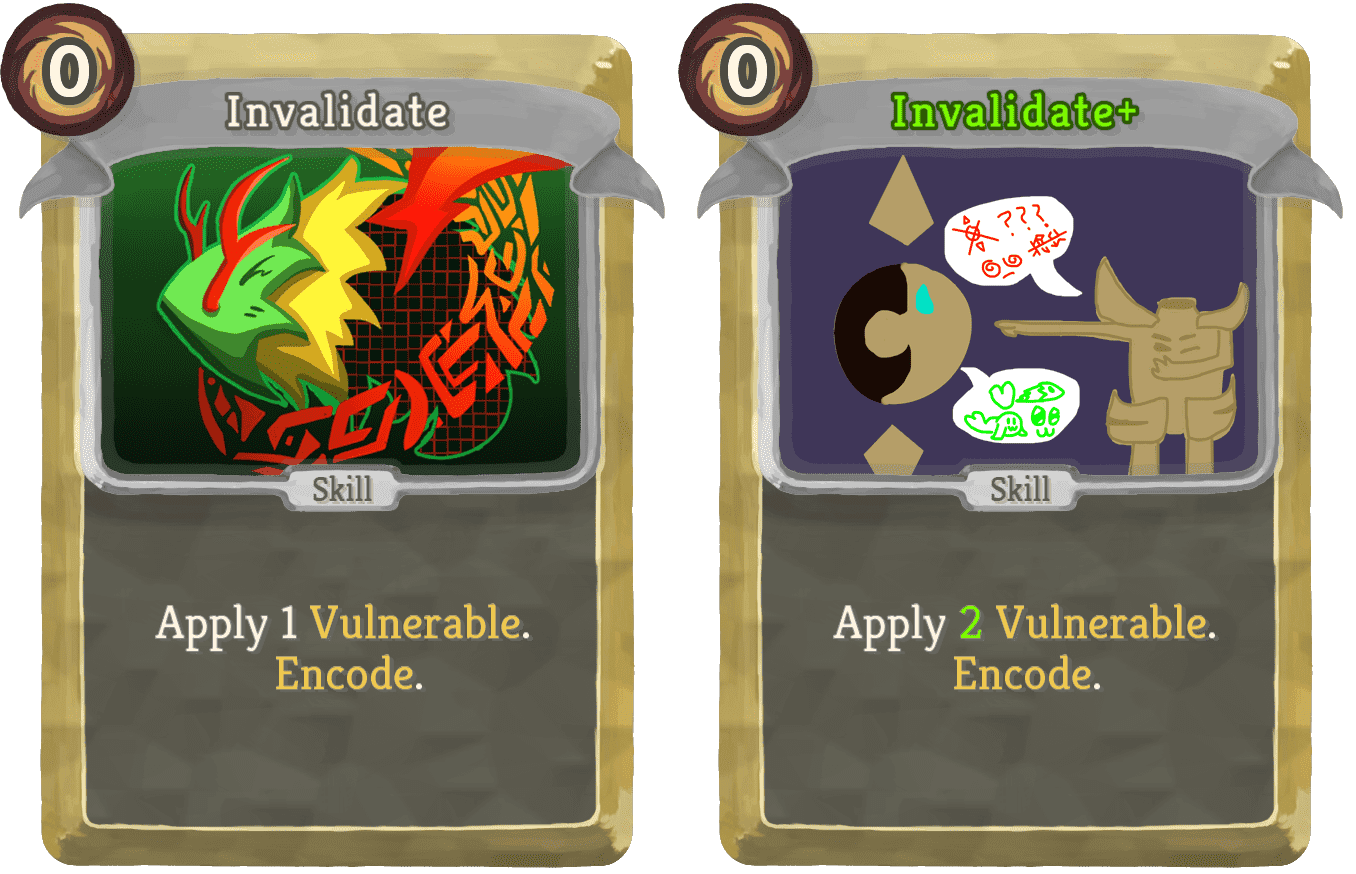 0
Invalidate
Skill
Apply 1 Vulnerable.
Encode.
0
Invalidate+
???
Skill
Apply 2 Vulnerable.
Encode.